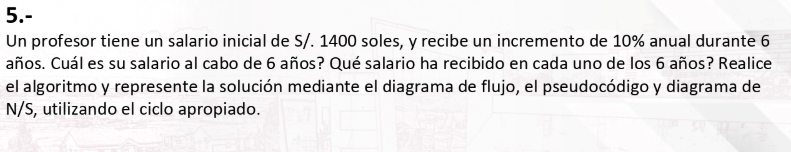 5.-
Un profesor tiene un salario inicial de S/. 1400 soles, y recibe un incremento de 10% anual durante 6
años. Cuál es su salario al cabo de 6 años? Qué salario ha recibido en cada uno de los 6 años? Realice
el algoritmo y represente la solución mediante el diagrama de flujo, el pseudocódigo y diagrama de
N/S, utilizando el ciclo apropiado.